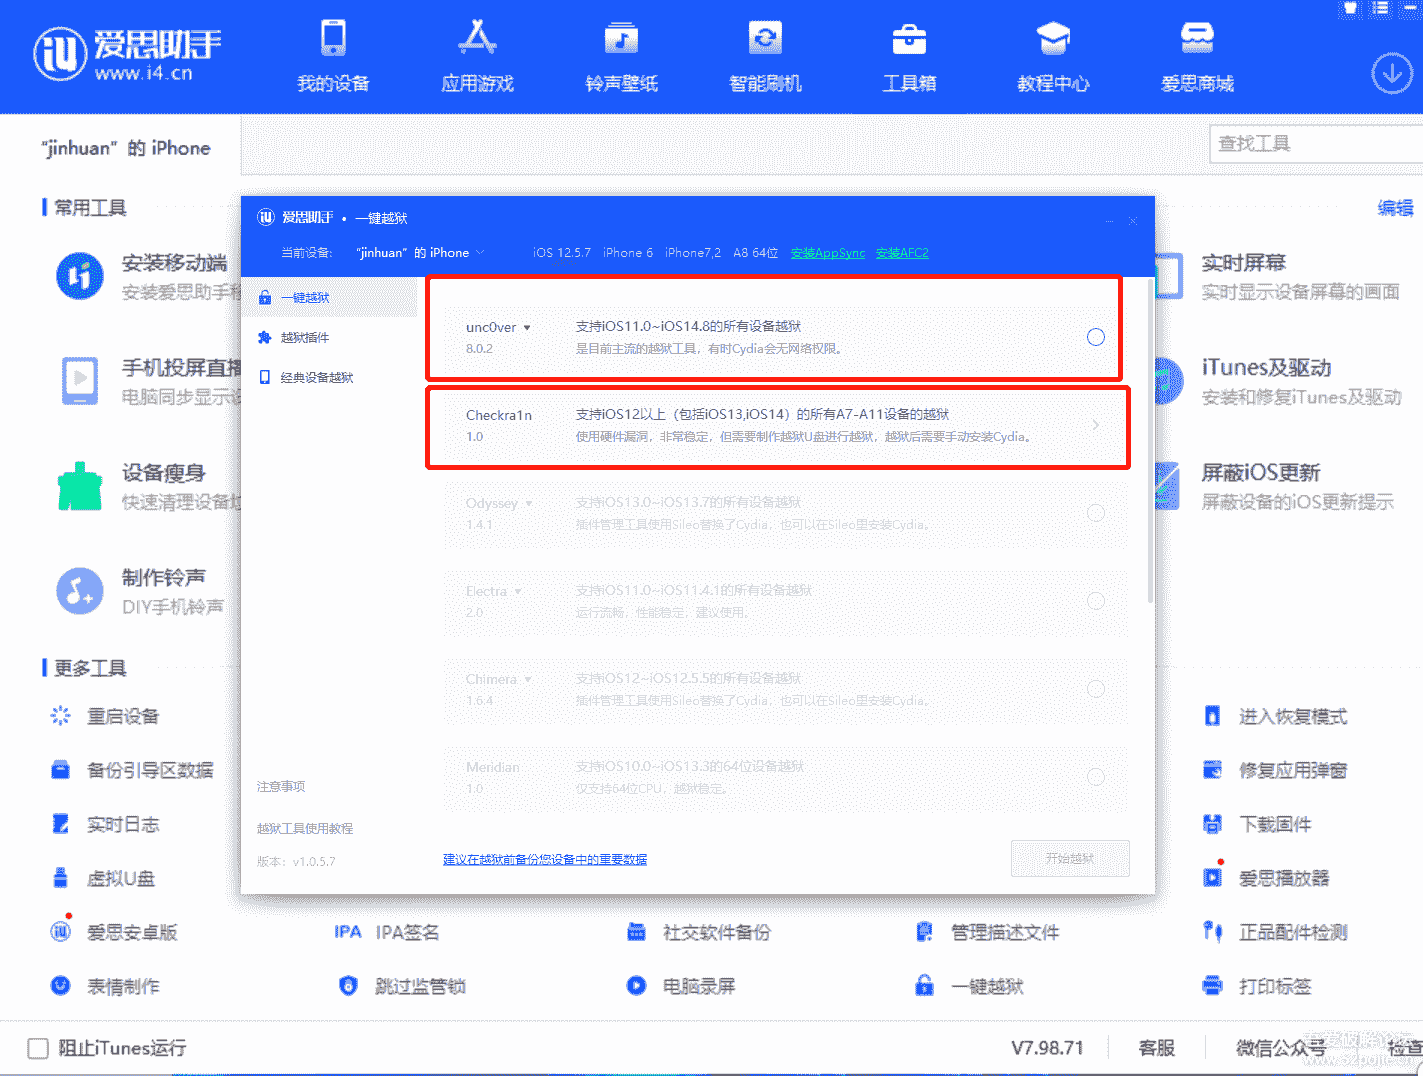 爱思助手
www.i4.cn
我的设备
应用游戏
铃声壁纸
智能刷机
工具箱
教程中心
爱思商城
“jinhuan” 的 iPhone
查找工具
常用工具
编辑
安装移动端
安装爱思助手移
手机投屏直播
电脑同步显示设
设备瘦身
快速清理设备垃
制作铃声
DIY手机铃声
实时屏幕
实时显示设备屏幕的画面
iTunes及驱动
安装和修复iTunes及驱动
屏蔽iOS更新
屏蔽设备的iOS更新提示
爱思助手 • 一键越狱
当前设备: “jinhuan” 的 iPhone iOS 12.5.7 iPhone 6 iPhone7,2 A8 64位 安装AppSync 安装AFC2
一键越狱
越狱插件
经典设备越狱
unc0ver 支持iOS11.0~iOS14.8的所有设备越狱
8.0.2 是目前主流的越狱工具，有时Cydia会无网络权限。
Checkra1n 支持iOS12以上（包括iOS13,iOS14）的所有A7-A11设备的越狱
1.0 使用硬件漏洞，非常稳定，但需要制作越狱U盘进行越狱，越狱后需要手动安装Cydia。
Odyssey 支持iOS13.0~iOS13.7的所有设备越狱
1.4.1 插件管理工具使用Sileo替换了Cydia，也可以在Sileo里安装Cydia。
Electra 支持iOS11.0~iOS11.4.1的所有设备越狱
2.0 运行流畅，性能稳定，建议使用。
Chimera 支持iOS12~iOS12.5.5的所有设备越狱
1.6.4 插件管理工具使用Sileo替换了Cydia，也可以在Sileo里安装Cydia。
Meridian 支持iOS10.0~iOS13.3的64位设备越狱
1.0 仅支持64位CPU，越狱稳定。
注意事项
越狱工具使用教程
版本: v1.0.5.7
建议在越狱前备份您设备中的重要数据
开始越狱
更多工具
重启设备
进入恢复模式
备份引导区数据
修复应用弹窗
实时日志
下载固件
虚拟U盘
爱思播放器
爱思安卓版
IPA IPA签名
社交软件备份
管理描述文件
正品配件检测
表情制作
跳过监管锁
电脑录屏
一键越狱
打印标签
阻止iTunes运行
V7.98.71
客服
微信公众号
检查
吾爱破解论坛
www.52pojie.cn